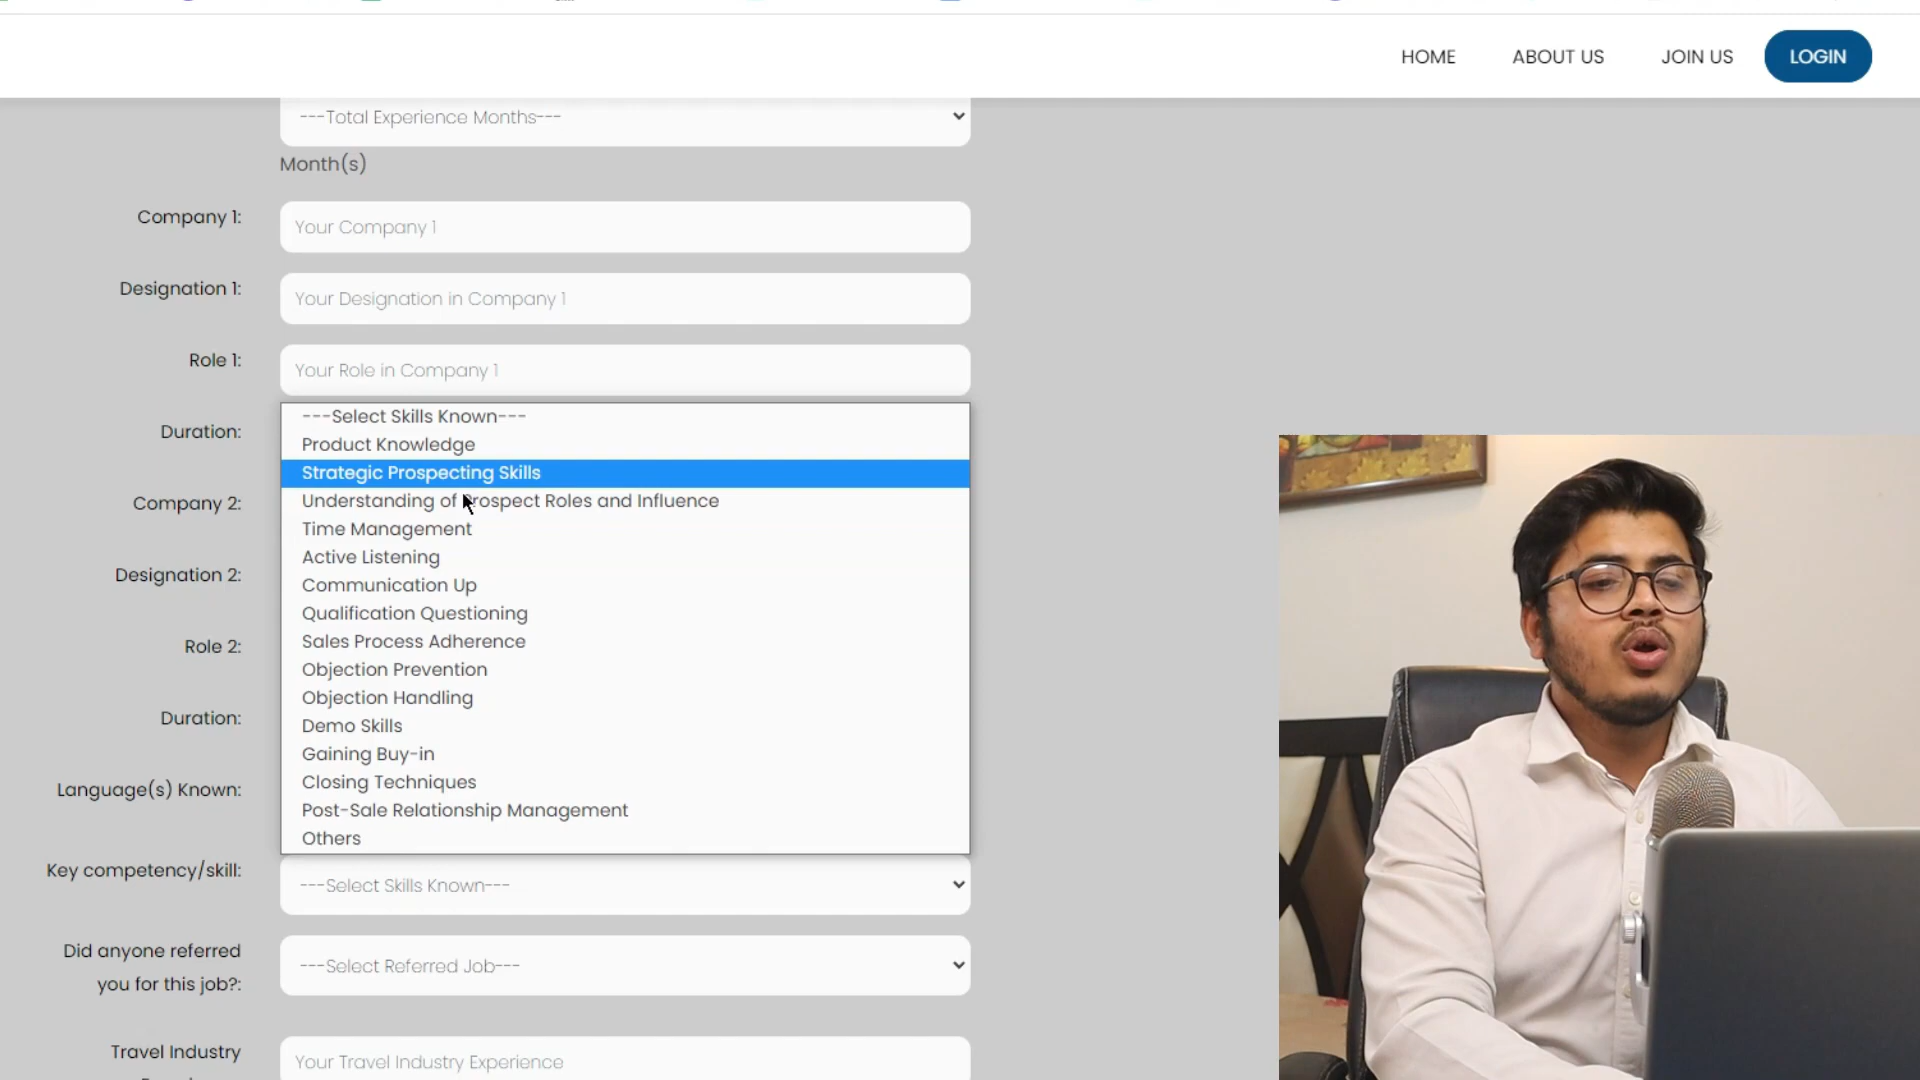 HOME ABOUT US JOIN US LOGIN
---Total Experience Months---
Month(s)
Company 1: Your Company 1
Designation 1: Your Designation in Company 1
Role 1: Your Role in Company 1
---Select Skills Known---
Duration:
Product Knowledge
Strategic Prospecting Skills
Company 2:
Understanding of Prospect Roles and Influence
Time Management
Active Listening
Designation 2:
Communication Up
Qualification Questioning
Role 2:
Sales Process Adherence
Objection Prevention
Objection Handling
Duration:
Demo Skills
Gaining Buy-in
Language(s) Known:
Closing Techniques
Post-Sale Relationship Management
Others
Key competency/skill: ---Select Skills Known---
Did anyone referred
you for this job?:
---Select Referred Job---
Travel Industry
Your Travel Industry Experience